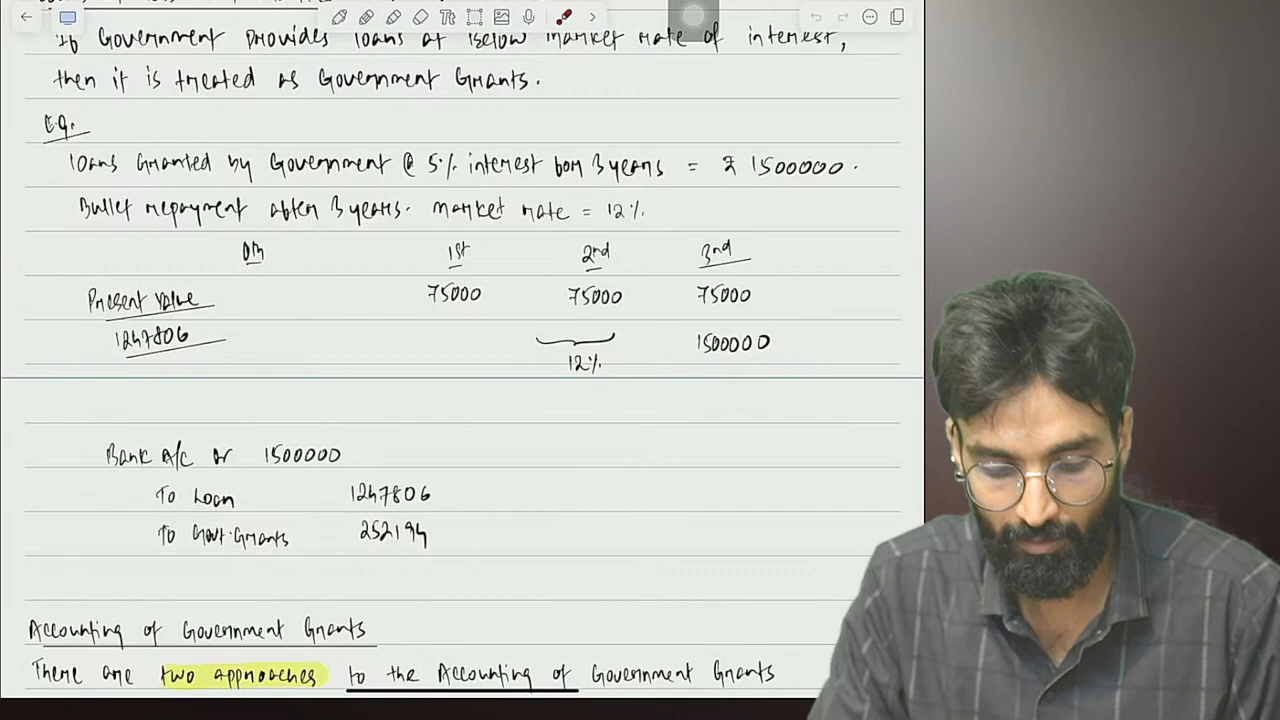 If Government provides loans at Below market rate of interest,
then it is treated as Government Grants.
E.g.
loans Granted by Government @ 5% interest for 3 years = ₹ 1500000.
Bullet repayment after 3 years. market rate = 12%
0th 1st 2nd 3rd
Present value 75000 75000 75000
1247806 1500000
12%
Bank A/c Dr 1500000
To Loan 1247806
To Govt. Grants 252194
Accounting of Government Grants
There are two approaches to the Accounting of Government Grants